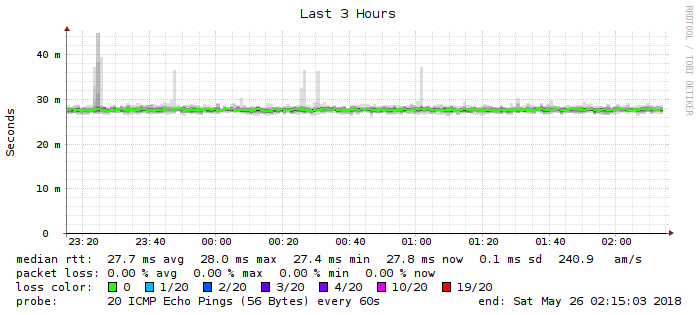 Last 3 Hours
RRDTOOL / TOBI OETIKER
Seconds
40 m
30 m
20 m
10 m
0
23:20 23:40 00:00 00:20 00:40 01:00 01:20 01:40 02:00
median rtt: 27.7 ms avg 28.0 ms max 27.4 ms min 27.8 ms now 0.1 ms sd 240.9 am/s
packet loss: 0.00 % avg 0.00 % max 0.00 % min 0.00 % now
loss color: 0 1/20 2/20 3/20 4/20 10/20 19/20
probe: 20 ICMP Echo Pings (56 Bytes) every 60s end: Sat May 26 02:15:03 2018